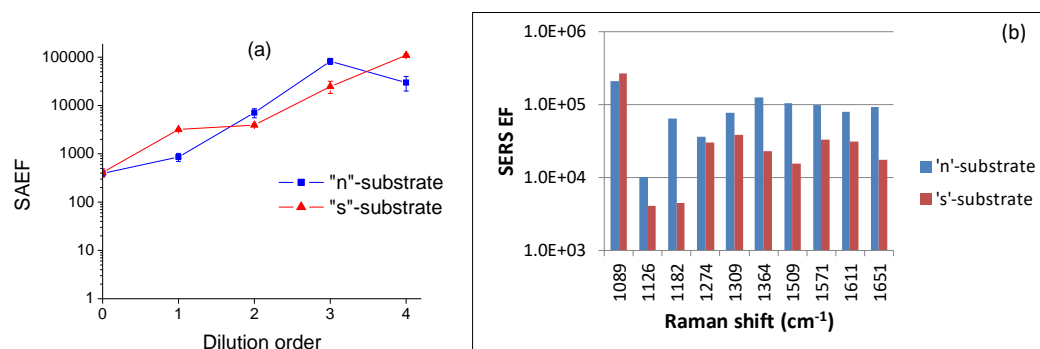 (a)
100000
10000
1000
100
10
1
SAEF
0
1
2
3
4
Dilution order
"n"-substrate
"s"-substrate
(b)
1.0E+06
1.0E+05
1.0E+04
1.0E+03
SERS EF
1089
1126
1182
1274
1309
1364
1509
1571
1611
1651
Raman shift (cm⁻¹)
'n'-substrate
's'-substrate